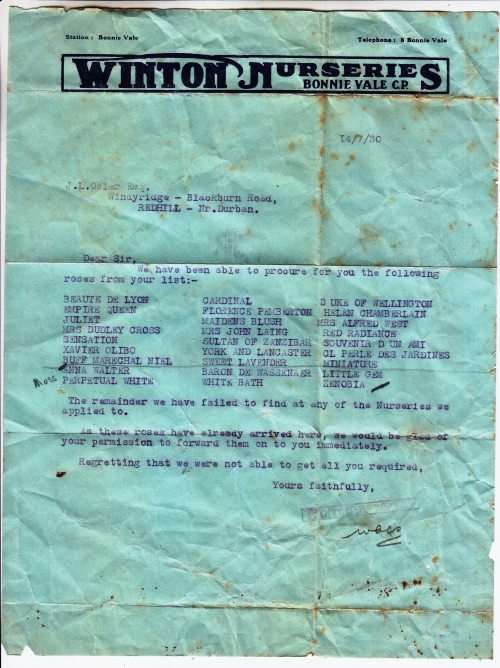 Station: Bonnie Vale Telephone: 8 Bonnie Vale
WINTON NURSERIES
BONNIE VALE C.P.
14/7/30
J.L.Osler Esq.
Windyridge - Blackburn Road,
REDHILL - Nr.Durban.
Dear Sir,
We have been able to procure for you the following
roses from your list:-
BEAUTE DE LYON CARDINAL DUKE OF WELLINGTON
EMPIRE QUEEN FLORENCE PEMBERTON HELEN CHAMBERLAIN
JULIET MAIDENS BLUSH MRS ALFRED WEST
MRS DUDLEY CROSS MRS JOHN LAING RED RADIANCE
SENSATION SULTAN OF ZANZIBAR SOUVENIR D'UN AMI
XAVIER OLIBO YORK AND LANCASTER CL PERLE DES JARDINES
BUFF MARECHAL NIEL SWEET LAVENDER MINIATURE
ENNA WALTER BARON DE WASSENAER LITTLE GEM
Moss PERPETUAL WHITE WHITE BATH ZENOBIA
The remainder we have failed to find at any of the Nurseries we
applied to.
As these roses have already arrived here, we would be glad of
your permission to forward them on to you immediately.
Regretting that we were not able to get all you required,
Yours faithfully,